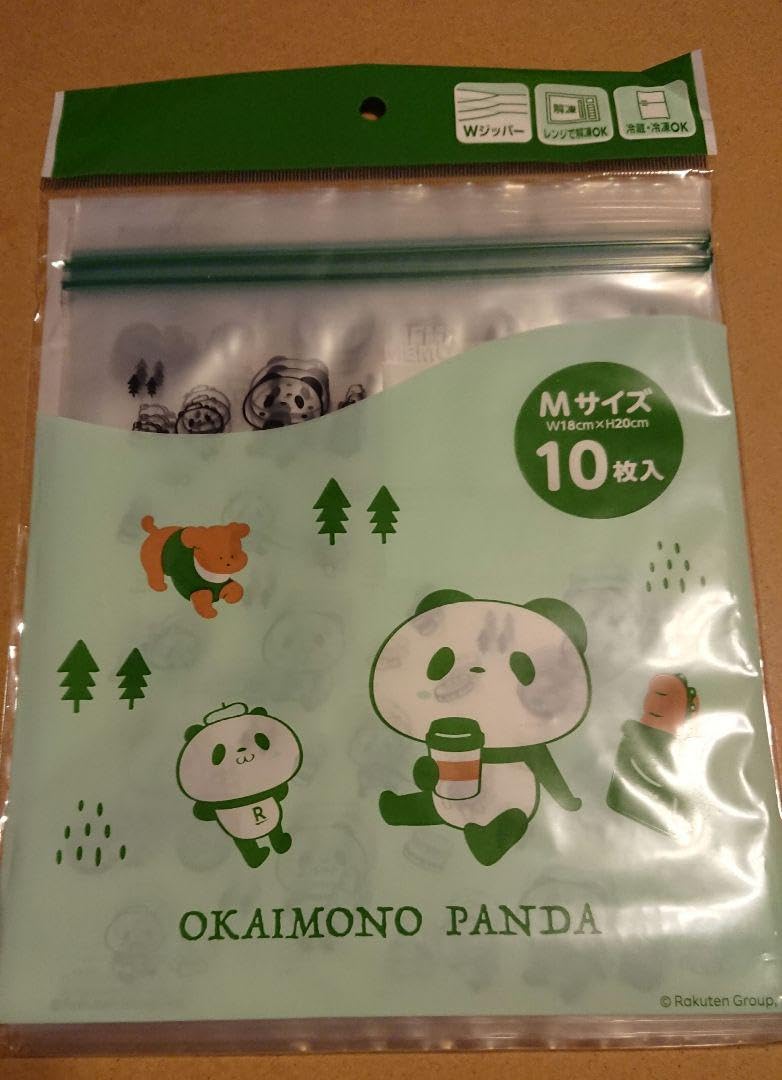 Wジッパー
解凍
レンジで解凍OK
冷蔵・冷凍OK
Mサイズ
W18cm×H20cm
10枚入
R
OKAIMONO PANDA
© Rakuten Group,